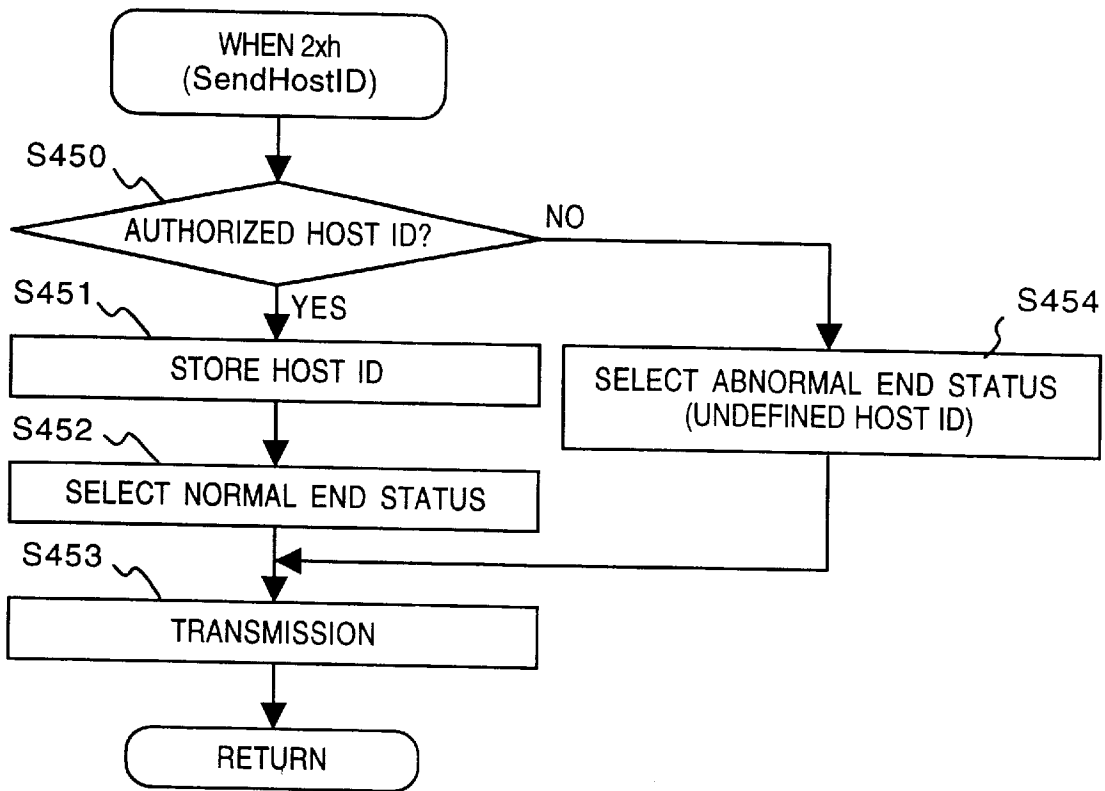 WHEN 2xh
(SendHostID)
S450
AUTHORIZED HOST ID?
NO
YES
S451
STORE HOST ID
S454
SELECT ABNORMAL END STATUS
(UNDEFINED HOST ID)
S452
SELECT NORMAL END STATUS
S453
TRANSMISSION
RETURN